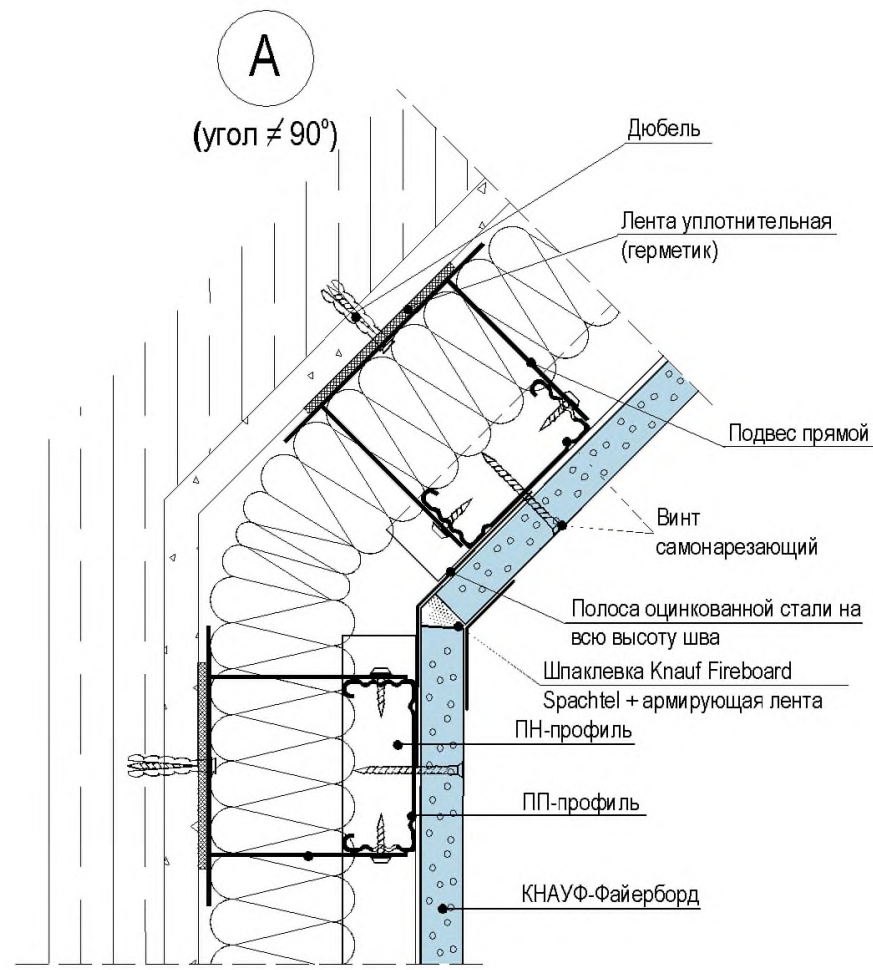 А
(угол ≠ 90°)
Дюбель
Лента уплотнительная
(герметик)
Подвес прямой
Винт
самонарезающий
Полоса оцинкованной стали на
всю высоту шва
Шпаклевка Knauf Fireboard
Spachtel + армирующая лента
ПН-профиль
ПП-профиль
КНАУФ-Файерборд